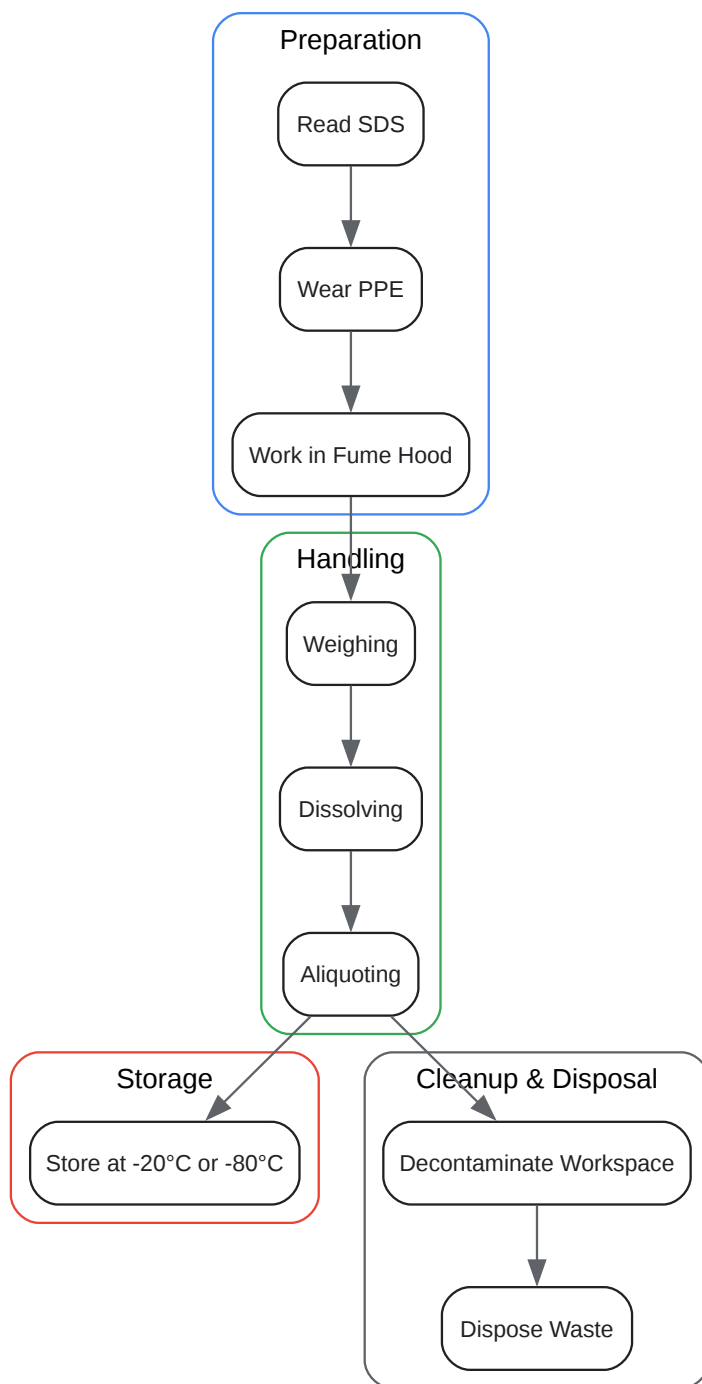 Preparation
Read SDS
Wear PPE
Work in Fume Hood
Handling
Weighing
Dissolving
Aliquoting
Storage
Store at -20°C or -80°C
Cleanup & Disposal
Decontaminate Workspace
Dispose Waste